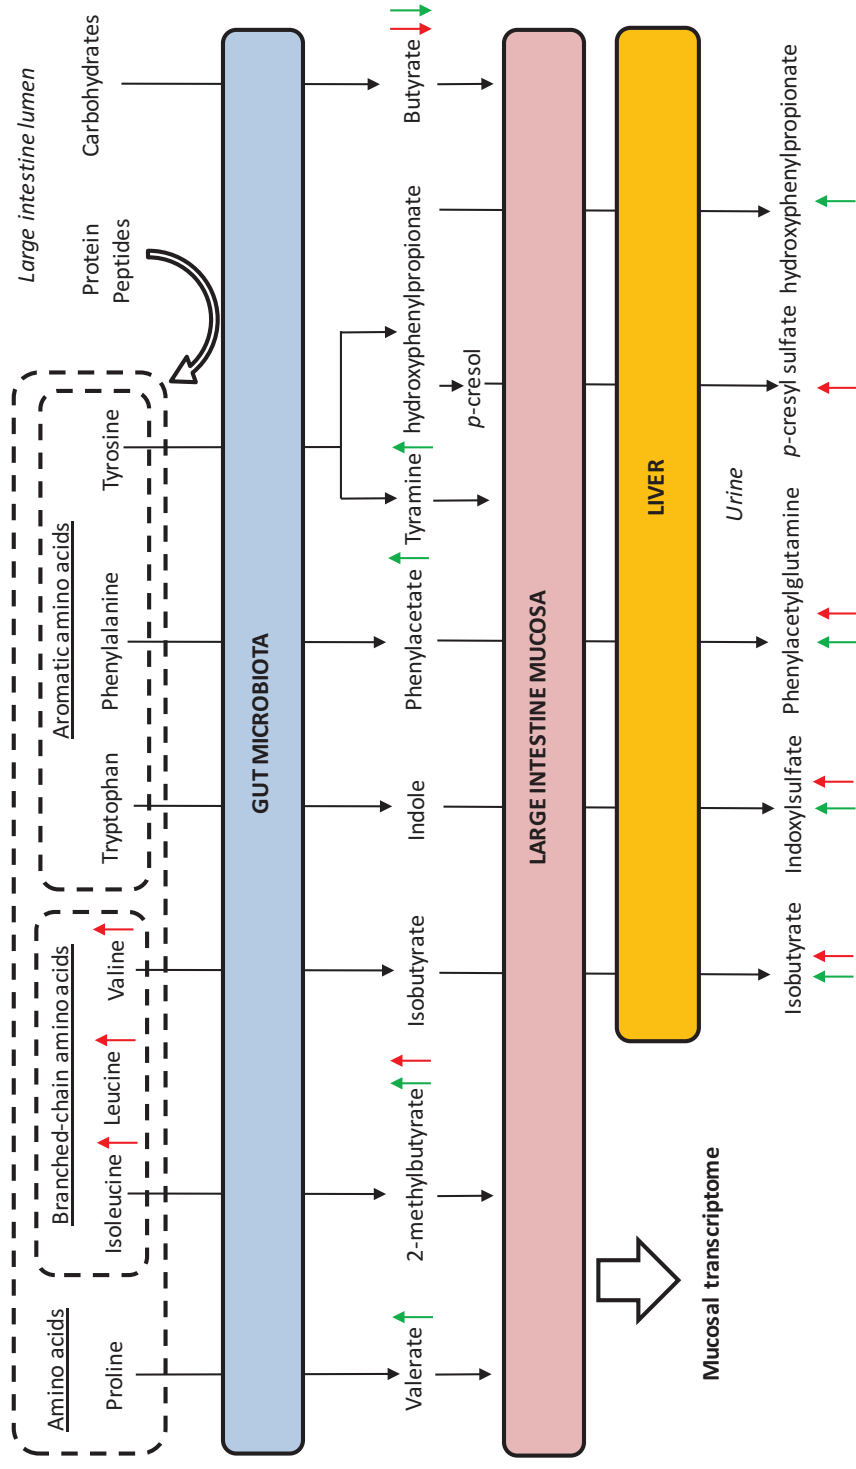 Large intestine lumen
Amino acids
Branched-chain amino acids
Aromatic amino acids
Protein
Peptides
Carbohydrates
Proline
Isoleucine
Leucine
Valine
Tryptophan
Phenylalanine
Tyrosine
GUT MICROBIOTA
Valerate
2-methylbutyrate
Isobutyrate
Indole
Phenylacetate
Tyramine
hydroxyphenylpropionate
Butyrate
p-cresol
LARGE INTESTINE MUCOSA
LIVER
Mucosal transcriptome
Urine
Isobutyrate
Indoxylsulfate
Phenylacetylglutamine
p-cresyl sulfate
hydroxyphenylpropionate